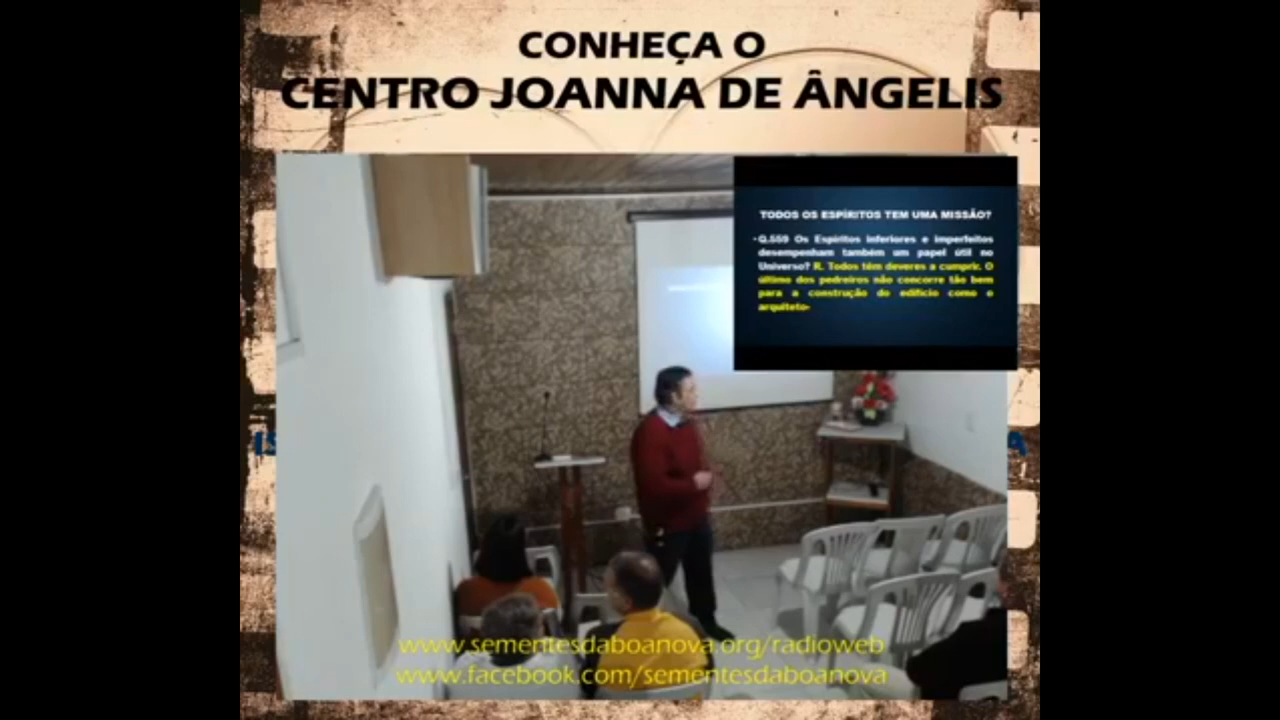 CONHEÇA O
CENTRO JOANNA DE ÂNGELIS
TODOS OS ESPÍRITOS TEM UMA MISSÃO?
• Q.559 Os Espíritos inferiores e imperfeitos
desempenham também um papel útil no
Universo? R. Todos têm deveres a cumprir. O
último dos pedreiros não concorre tão bem
para a construção do edifício como o
arquiteto-
IS
A
www.sementesdaboanova.org/radioweb
www.facebook.com/sementesdaboanova